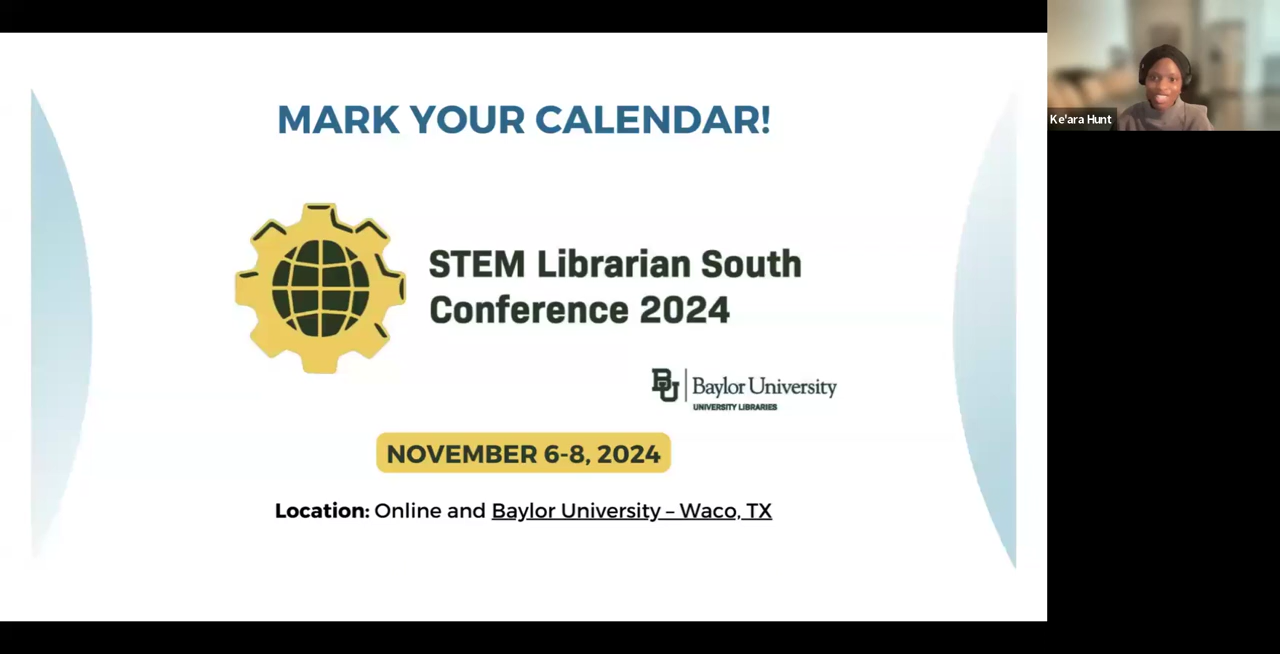 MARK YOUR CALENDAR!
STEM Librarian South
Conference 2024
BU
Baylor University
UNIVERSITY LIBRARIES
NOVEMBER 6-8, 2024
Location: Online and Baylor University – Waco, TX
Ke'ara Hunt